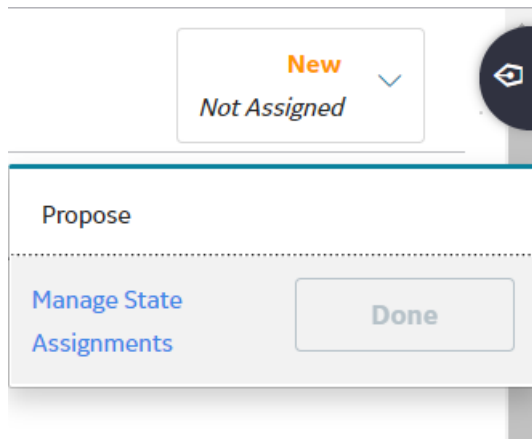 New
Not Assigned
Propose
Manage State
Assignments
Done